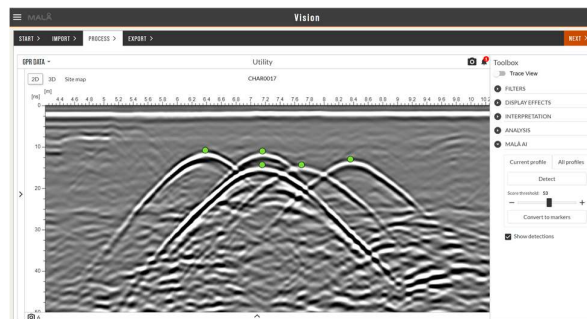 MALÅ
Vision
START > IMPORT > PROCESS > EXPORT >
NEXT >
GPR DATA
Utility
Toolbox
2D 3D Site map
CHAR0017
Trace View
[m]
[ns] 4.4 4.6 4.8 5 5.2 5.4 5.6 5.8 6 6.2 6.4 6.6 6.8 7 7.2 7.4 7.6 7.8 8 8.2 8.4 8.6 8.8 9 9.2 9.4 9.6 9.8 10 10.2
FILTERS
0
DISPLAY EFFECTS
INTERPRETATION
ANALYSIS
10
MALÅ AI
Current profile All profiles
Detect
20
Score threshold: 53
- +
Convert to markers
30
Show detections
40
50